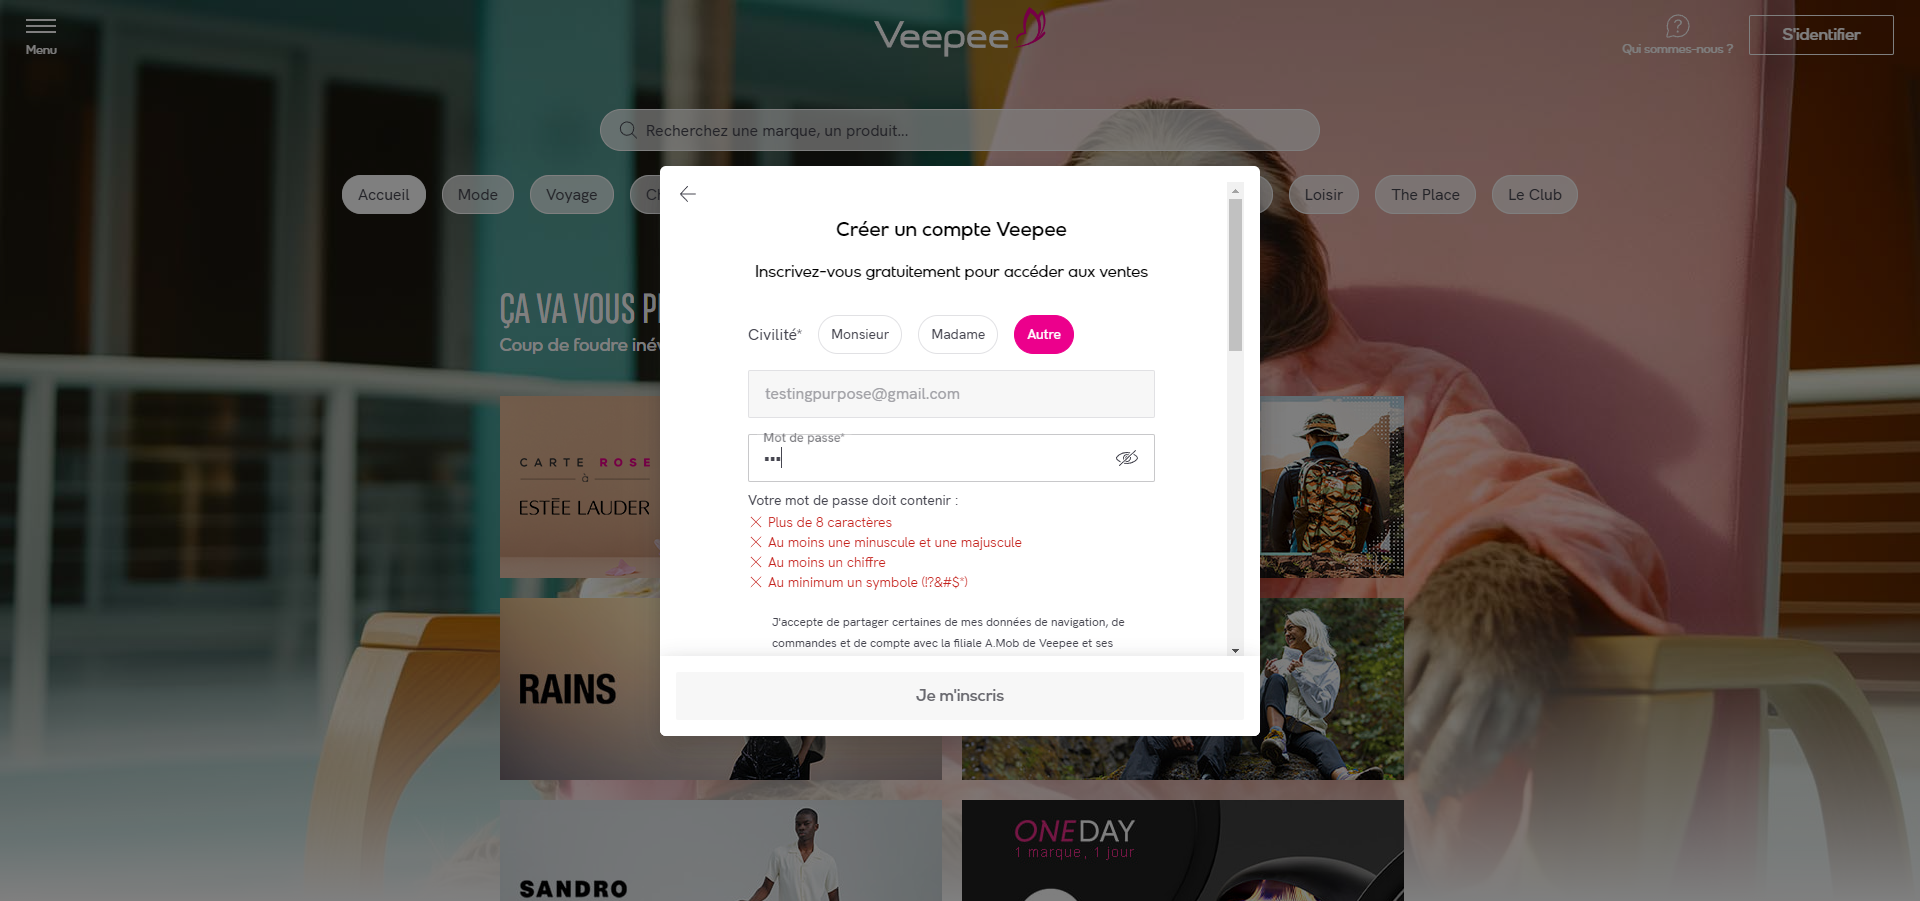 Menu
Veepee
Qui sommes-nous ?
S'identifier
Recherchez une marque, un produit...
Accueil
Mode
Voyage
Loisir
The Place
Le Club
ÇA VA VOUS
Coup de foudre
Créer un compte Veepee
Inscrivez-vous gratuitement pour accéder aux ventes
Civilité*
Monsieur
Madame
Autre
testingpurpose@gmail.com
Mot de passe*
•••
Votre mot de passe doit contenir :
Plus de 8 caractères
Au moins une minuscule et une majuscule
Au moins un chiffre
Au minimum un symbole (!?&#$*)
J'accepte de partager certaines de mes données de navigation, de
commandes et de compte avec la filiale A.Mob de Veepee et ses
Je m'inscris
CARTE ROSE
à
ESTĒE LAUDER
RAINS
SANDRO
ONEDAY
1 marque, 1 jour